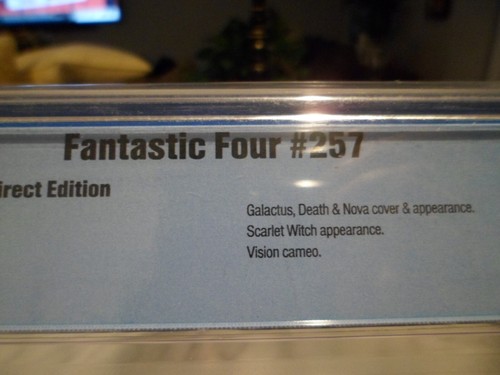 Fantastic Four #257
irect Edition
Galactus, Death & Nova cover & appearance.
Scarlet Witch appearance.
Vision cameo.